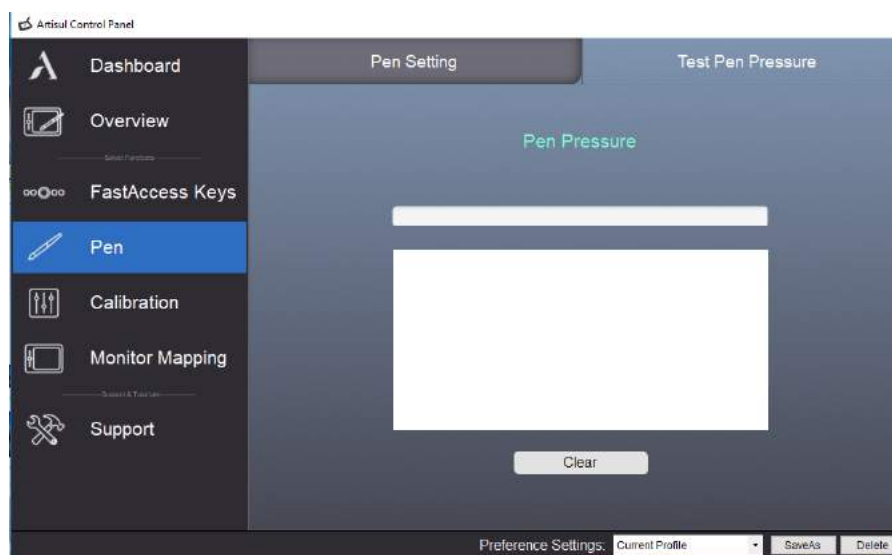 Artisul Control Panel
Dashboard
Overview
FastAccess Keys
Pen
Calibration
Monitor Mapping
Support
Pen Setting
Test Pen Pressure
Pen Pressure
Clear
Preference Settings: Current Profile SaveAs Delete